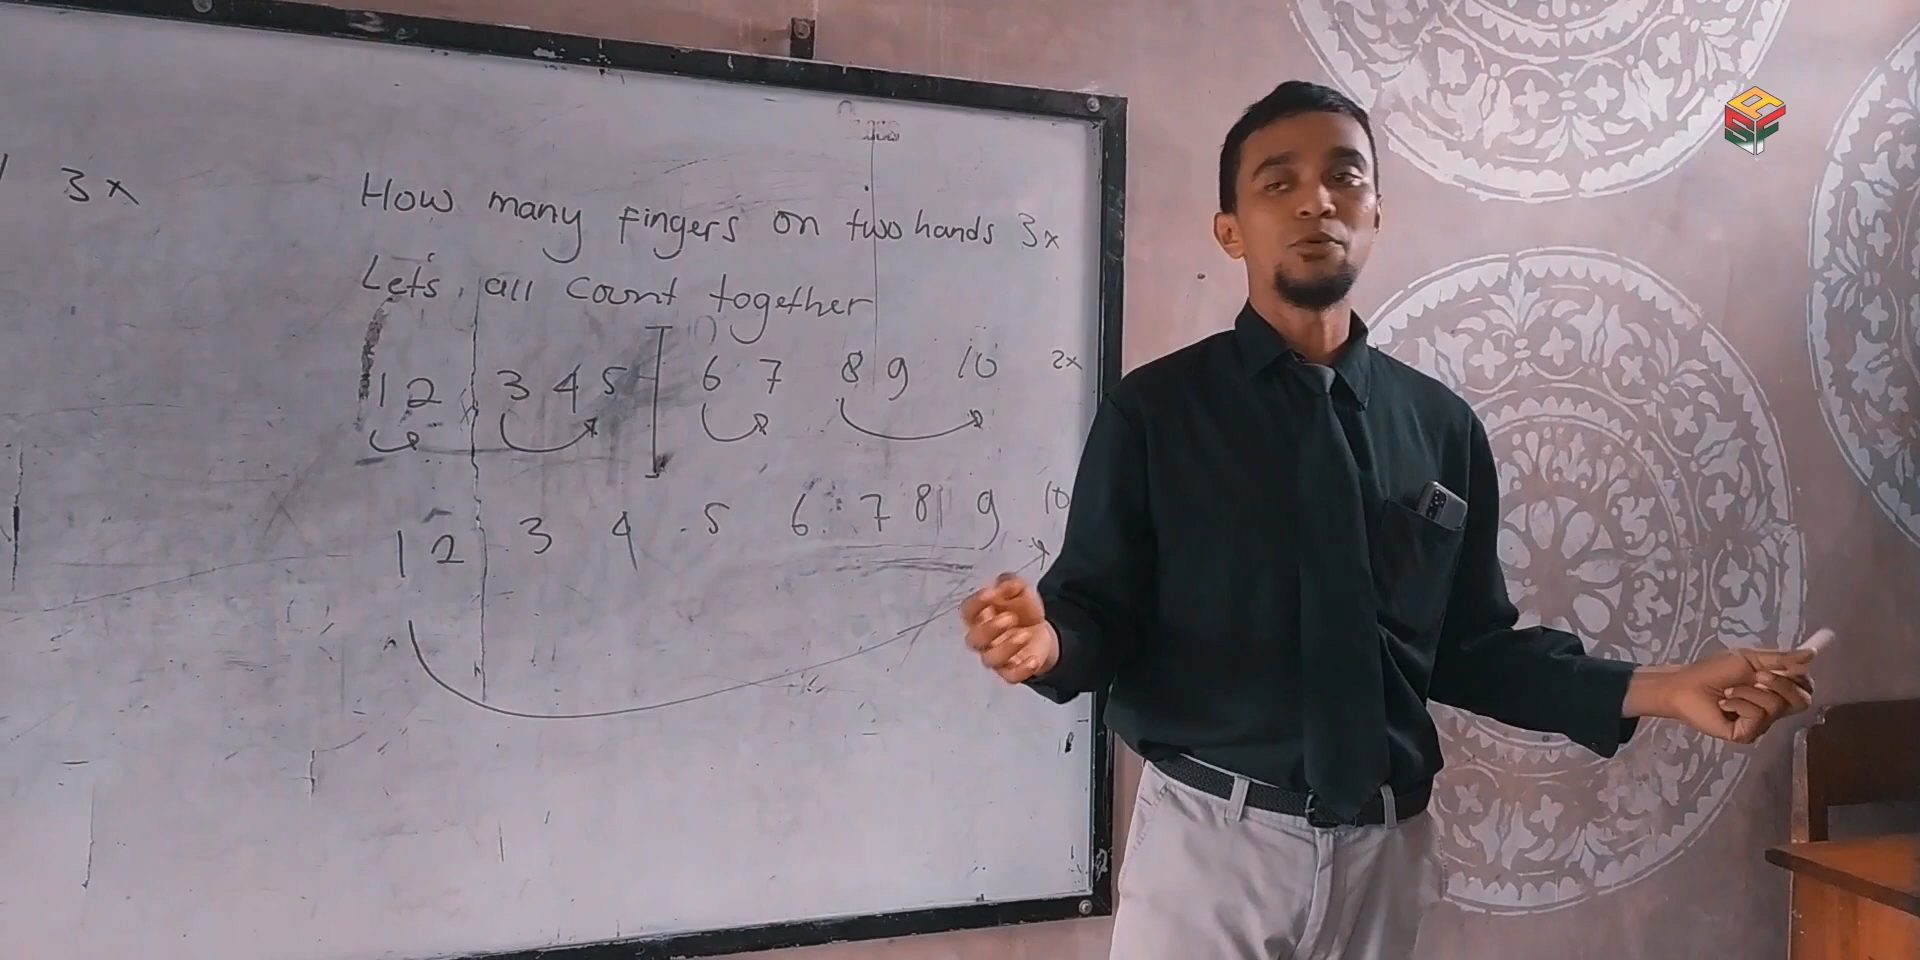 3x
How many fingers on two hands 3x
Let's all count together
1 2 3 4 5 6 7 8 9 10 2x
1 2 3 4 5 6 7 8 9 10